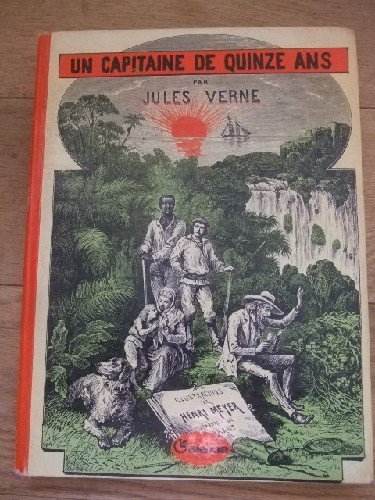 UN CAPITAINE DE QUINZE ANS
PAR
JULES VERNE
ILLUSTRATIONS
DE
HENRI MEYER